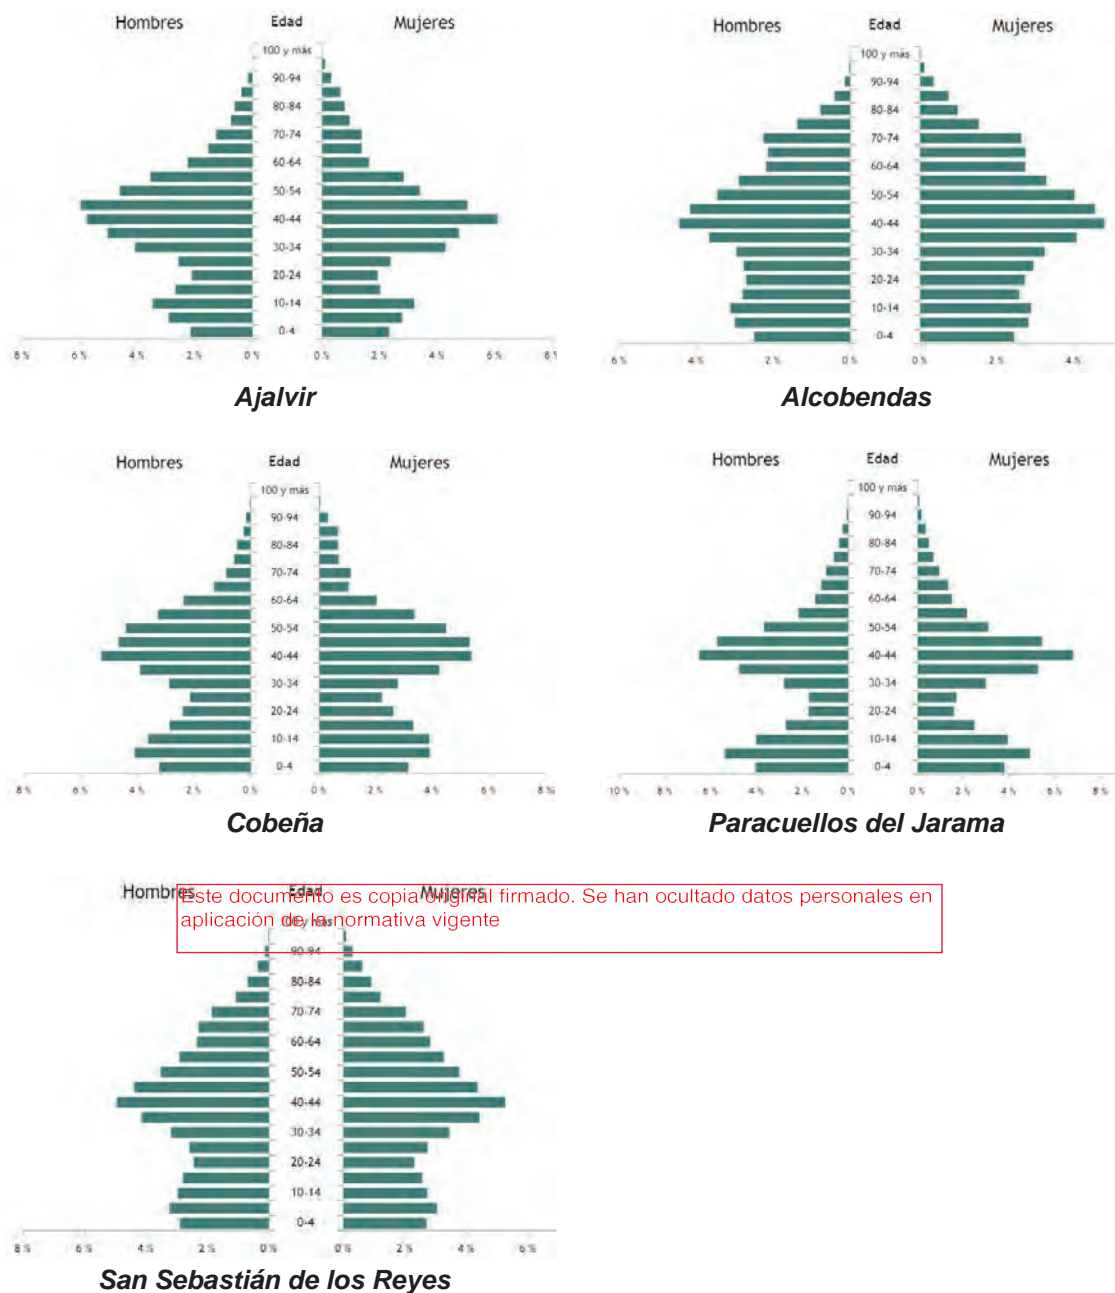 Hombres Edad Mujeres
100 y más
90-94
80-84
70-74
60-64
50-54
40-44
30-34
20-24
10-14
0-4
8 % 6 % 4 % 2 % 0 % 0 % 2 % 4 % 6 % 8 %
Ajalvir
Hombres Edad Mujeres
100 y más
90-94
80-84
70-74
60-64
50-54
40-44
30-34
20-24
10-14
0-4
6 % 4 % 2 % 0 % 0 % 2 % 4 %
Alcobendas
Hombres Edad Mujeres
100 y más
90-94
80-84
70-74
60-64
50-54
40-44
30-34
20-24
10-14
0-4
8 % 6 % 4 % 2 % 0 % 0 % 2 % 4 % 6 % 8 %
Cobeña
Hombres Edad Mujeres
100 y más
90-94
80-84
70-74
60-64
50-54
40-44
30-34
20-24
10-14
0-4
10 % 8 % 6 % 4 % 2 % 0 % 0 % 2 % 4 % 6 % 8 %
Paracuellos del Jarama
Hombres Edad Mujeres
Este documento es copia original firmado. Se han ocultado datos personales en
aplicación de la normativa vigente
100 y más
90-94
80-84
70-74
60-64
50-54
40-44
30-34
20-24
10-14
0-4
8 % 6 % 4 % 2 % 0 % 0 % 2 % 4 % 6 %
San Sebastián de los Reyes